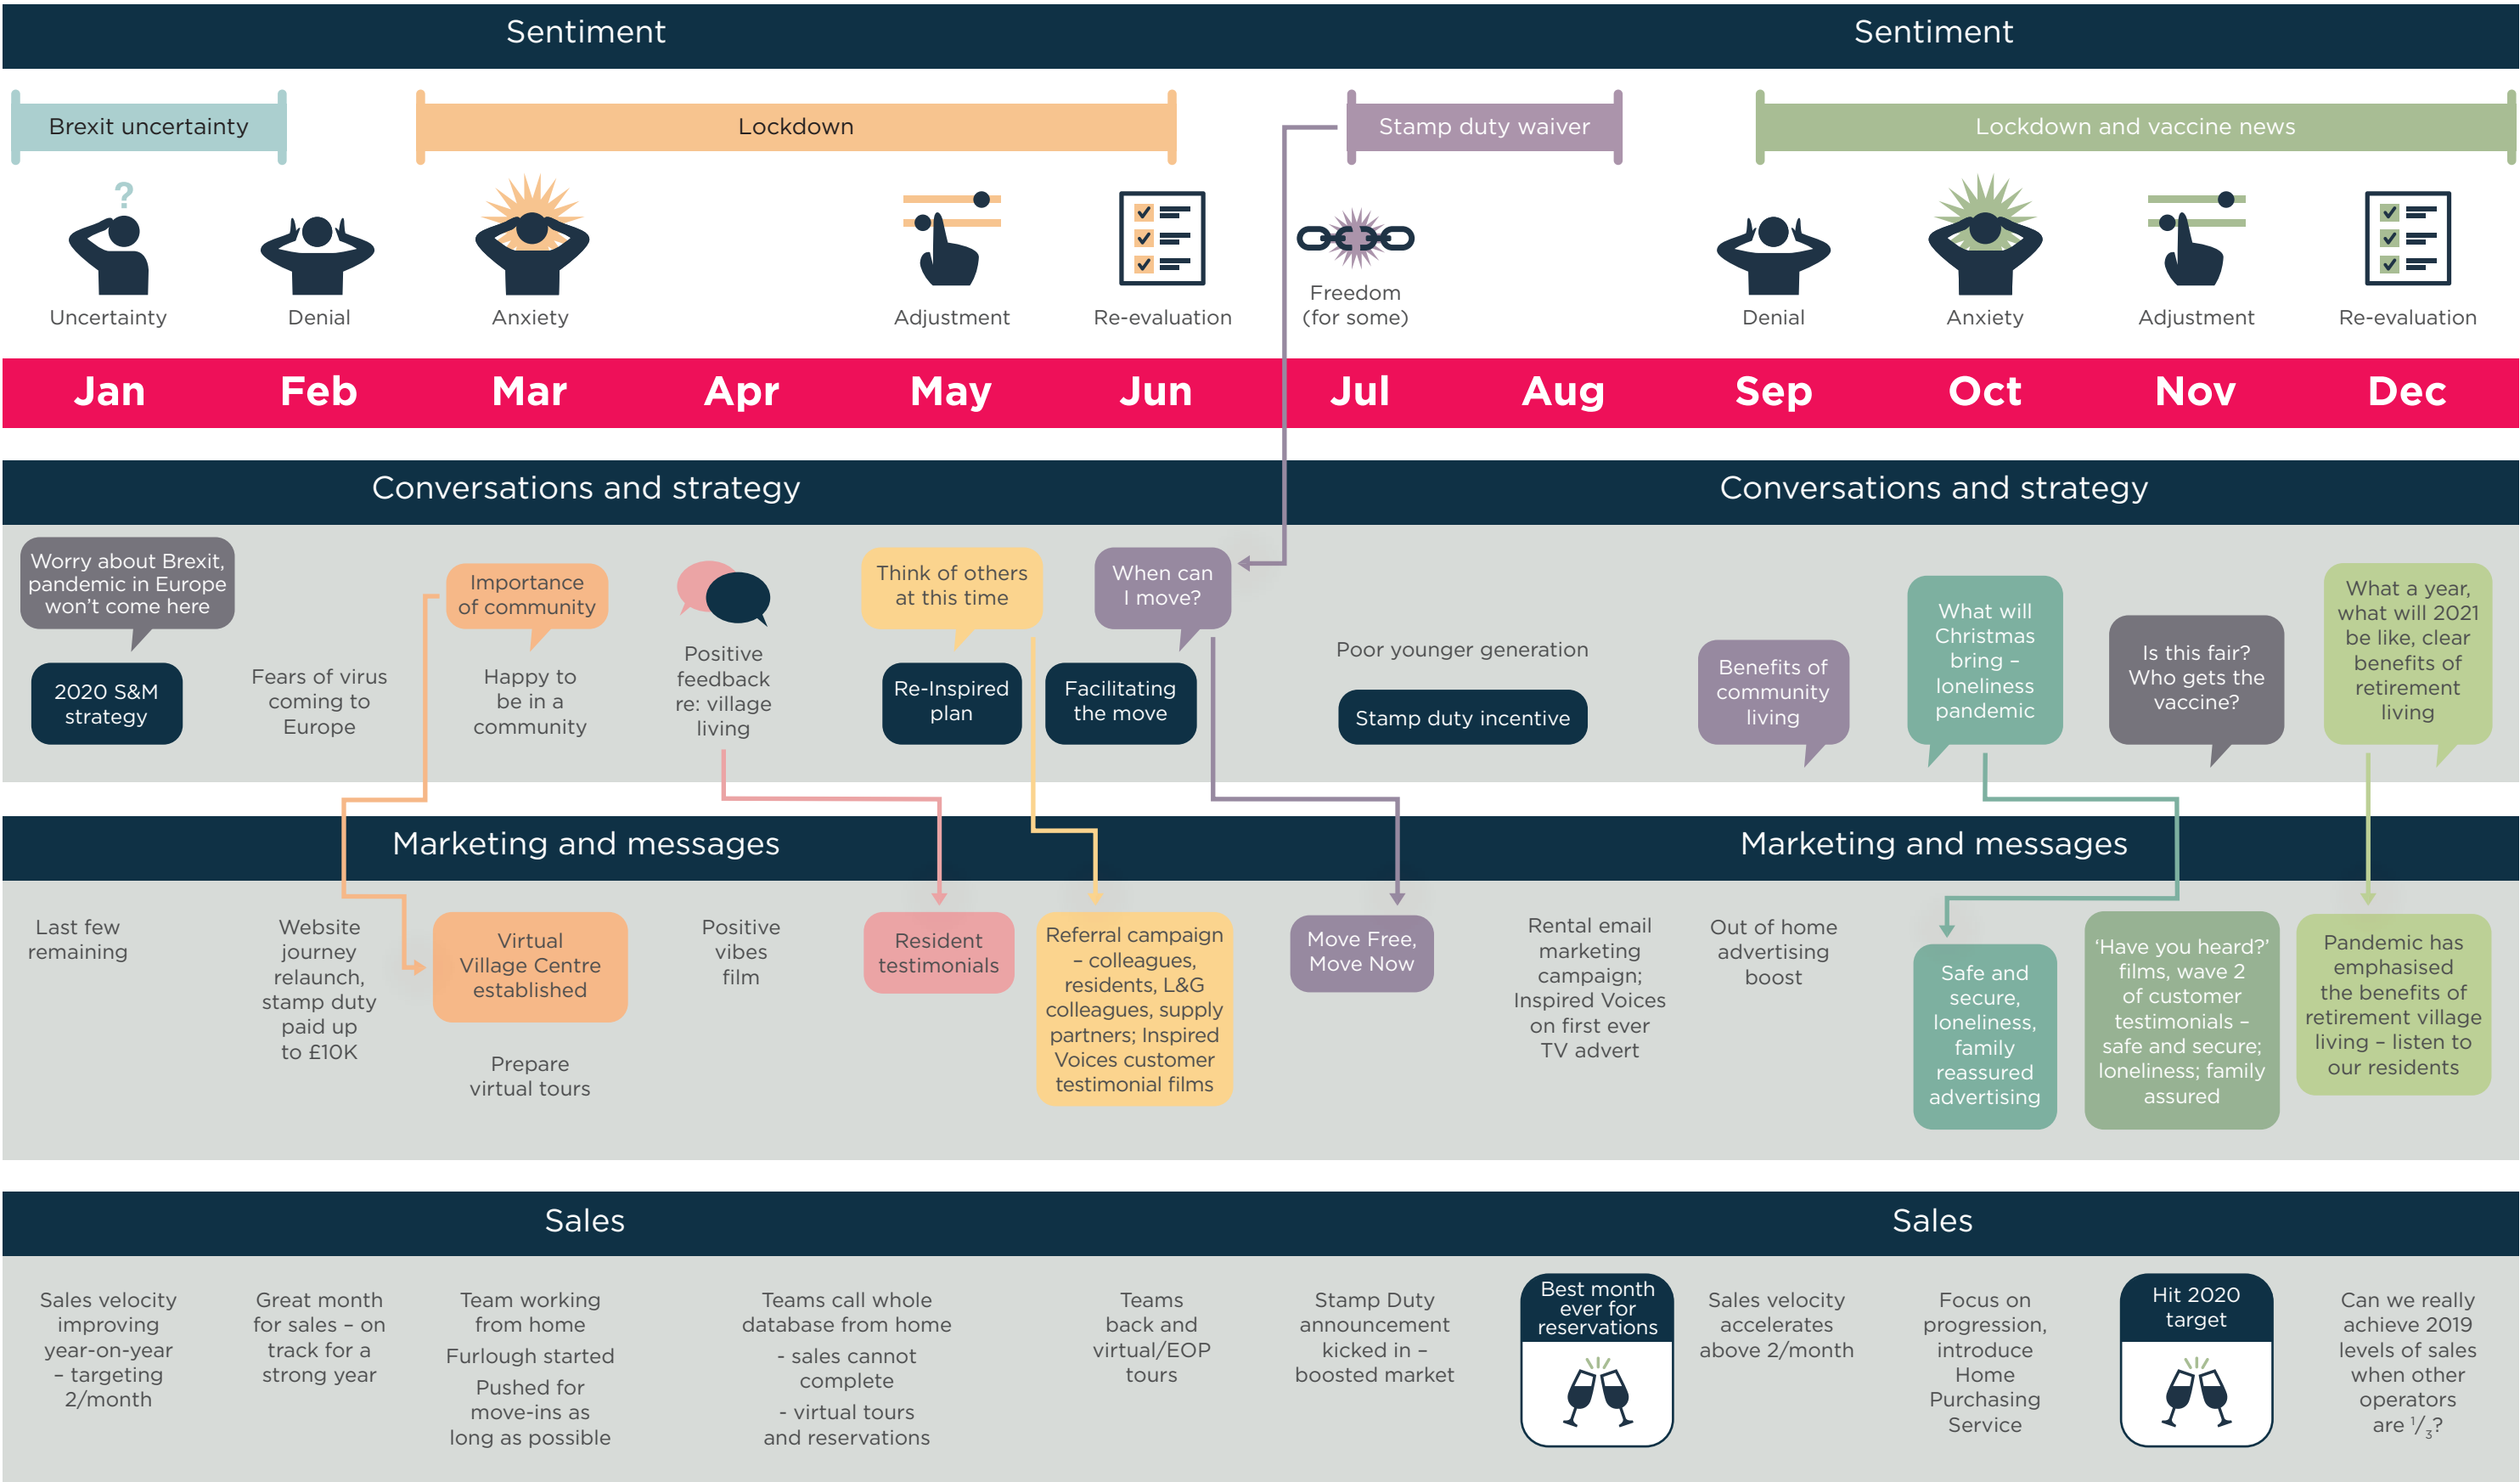 Sentiment
Sentiment
Brexit uncertainty
Lockdown
Stamp duty waiver
Lockdown and vaccine news
?
Uncertainty
Denial
Anxiety
Adjustment
Re-evaluation
Freedom
(for some)
Denial
Anxiety
Adjustment
Re-evaluation
Jan
Feb
Mar
Apr
May
Jun
Jul
Aug
Sep
Oct
Nov
Dec
Conversations and strategy
Conversations and strategy
Worry about Brexit,
pandemic in Europe
won't come here
2020 S&M
strategy
Fears of virus
coming to
Europe
Importance
of community
Happy to
be in a
community
Positive
feedback
re: village
living
Think of others
at this time
Re-Inspired
plan
When can
I move?
Facilitating
the move
Poor younger generation
Stamp duty incentive
Benefits of
community
living
What will
Christmas
bring –
loneliness
pandemic
Is this fair?
Who gets the
vaccine?
What a year,
what will 2021
be like, clear
benefits of
retirement
living
Marketing and messages
Marketing and messages
Last few
remaining
Website
journey
relaunch,
stamp duty
paid up
to £10K
Virtual
Village Centre
established
Prepare
virtual tours
Positive
vibes
film
Resident
testimonials
Referral campaign
– colleagues,
residents, L&G
colleagues, supply
partners; Inspired
Voices customer
testimonial films
Move Free,
Move Now
Rental email
marketing
campaign;
Inspired Voices
on first ever
TV advert
Out of home
advertising
boost
Safe and
secure,
loneliness,
family
reassured
advertising
'Have you heard?'
films, wave 2
of customer
testimonials –
safe and secure;
loneliness; family
assured
Pandemic has
emphasised
the benefits of
retirement village
living – listen to
our residents
Sales
Sales
Sales velocity
improving
year-on-year
– targeting
2/month
Great month
for sales – on
track for a
strong year
Team working
from home
Furlough started
Pushed for
move-ins as
long as possible
Teams call whole
database from home
- sales cannot
complete
- virtual tours
and reservations
Teams
back and
virtual/EOP
tours
Stamp Duty
announcement
kicked in –
boosted market
Best month
ever for
reservations
Sales velocity
accelerates
above 2/month
Focus on
progression,
introduce
Home
Purchasing
Service
Hit 2020
target
Can we really
achieve 2019
levels of sales
when other
operators
are 1/3?